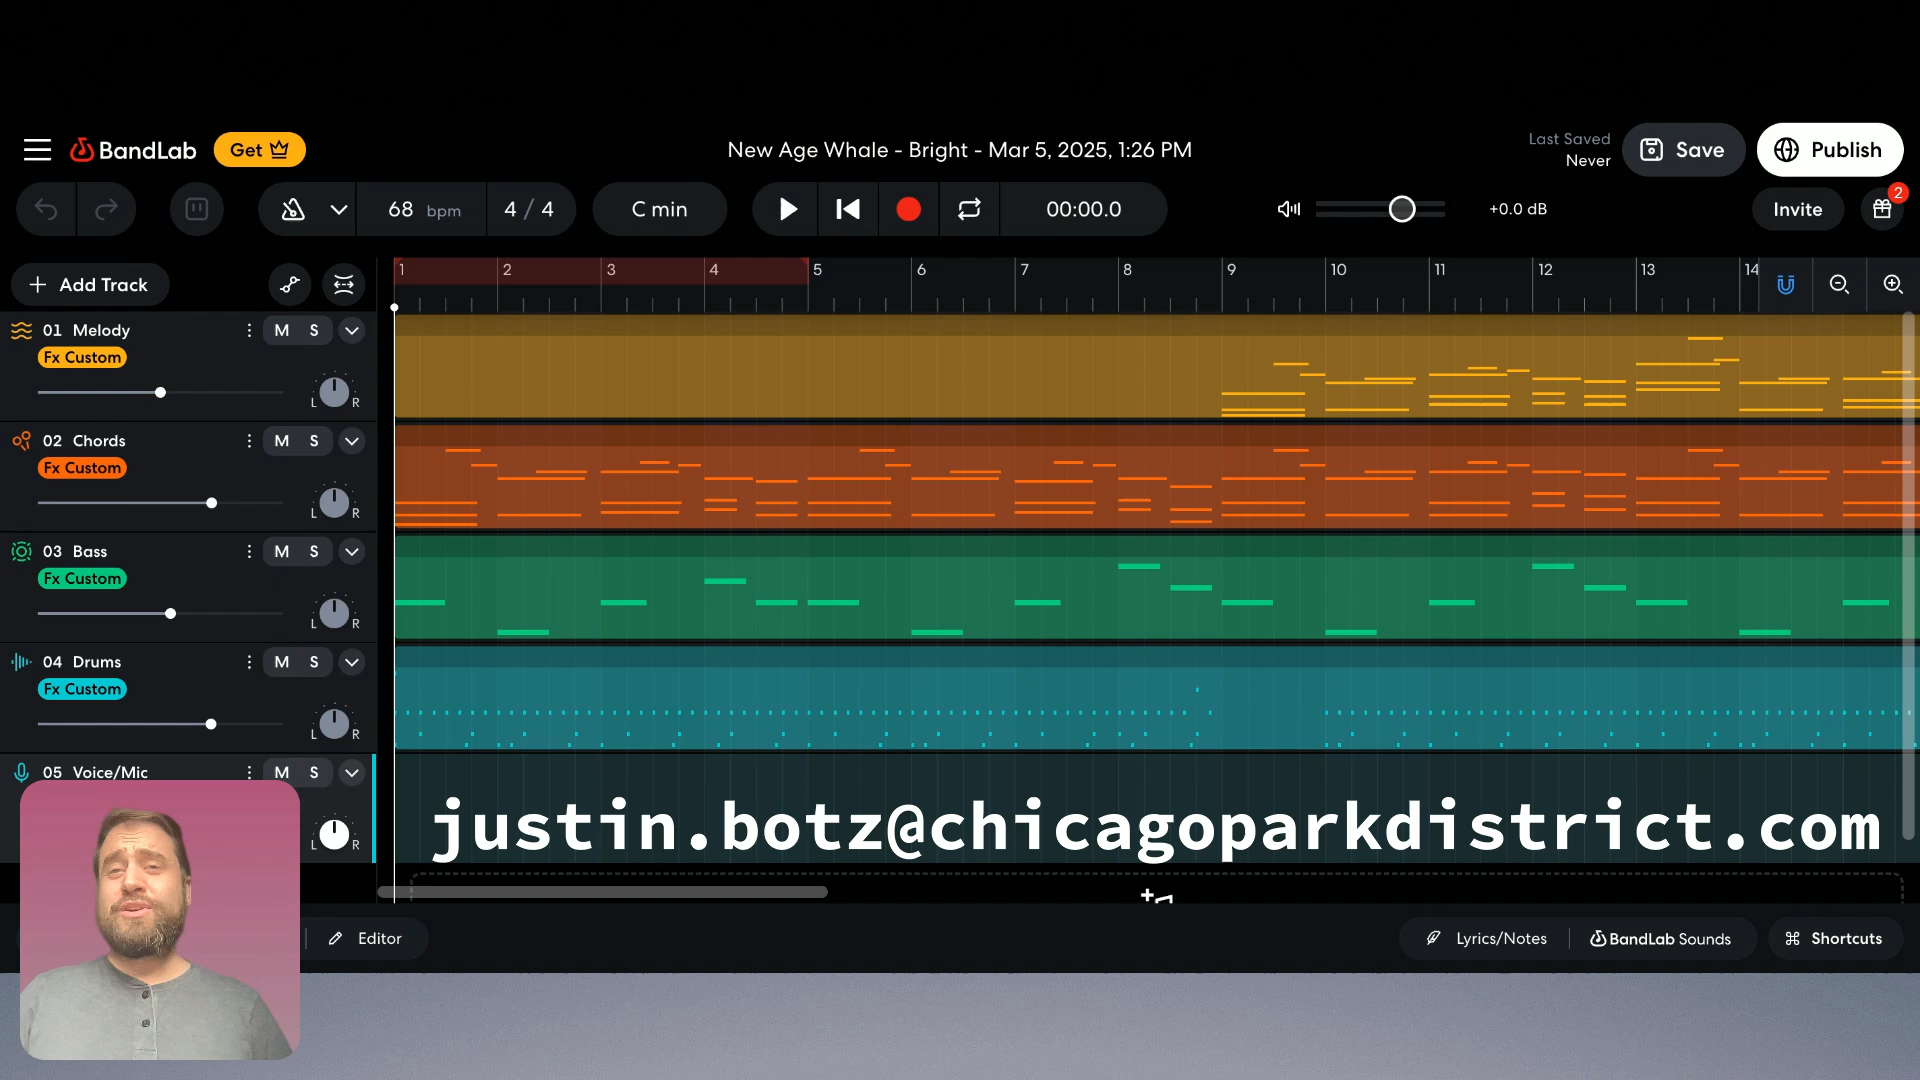 BandLab
Get
New Age Whale - Bright - Mar 5, 2025, 1:26 PM
Last Saved
Never
Save
Publish
68 bpm
4 / 4
C min
00:00.0
+0.0 dB
Invite
2
Add Track
1 2 3 4 5 6 7 8 9 10 11 12 13 14
01 Melody
M S
Fx Custom
L R
02 Chords
M S
Fx Custom
L R
03 Bass
M S
Fx Custom
L R
04 Drums
M S
Fx Custom
L R
05 Voice/Mic
M S
L R
justin.botz@chicagoparkdistrict.com
Editor
Lyrics/Notes
BandLab Sounds
Shortcuts